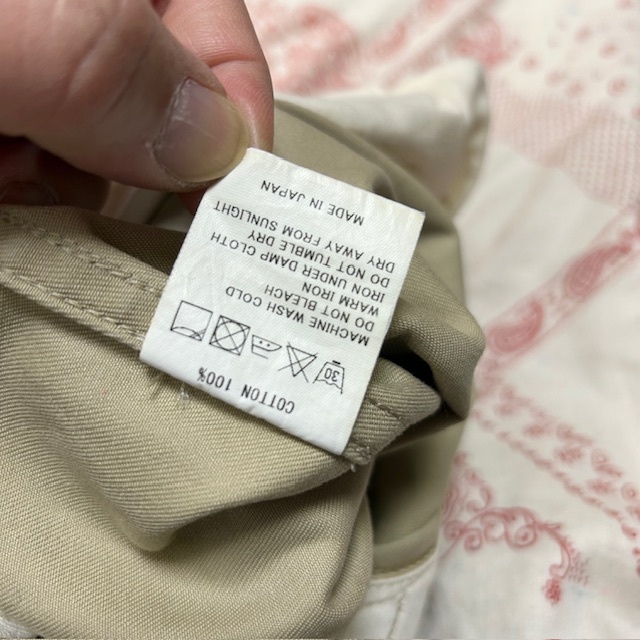 COTTON 100%
30
MACHINE WASH COLD
DO NOT BLEACH
WARM IRON
IRON UNDER DAMP CLOTH
DO NOT TUMBLE DRY
DRY AWAY FROM SUNLIGHT
MADE IN JAPAN